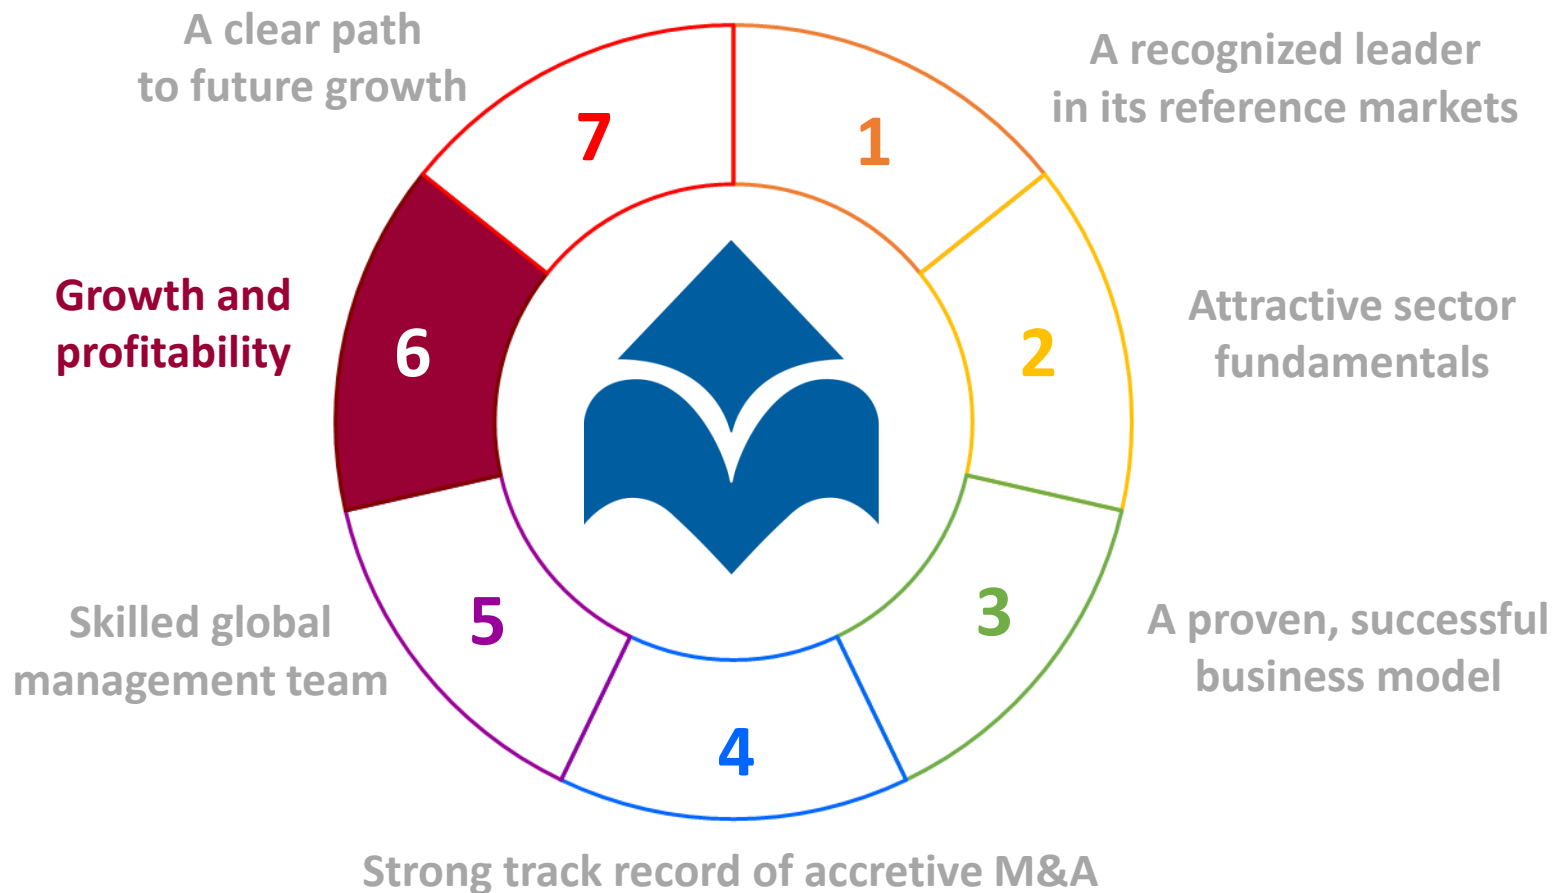 A clear path
to future growth
7
1
A recognized leader
in its reference markets
Growth and
profitability
6
2
Attractive sector
fundamentals
Skilled global
management team
5
3
A proven, successful
business model
4
Strong track record of accretive M&A